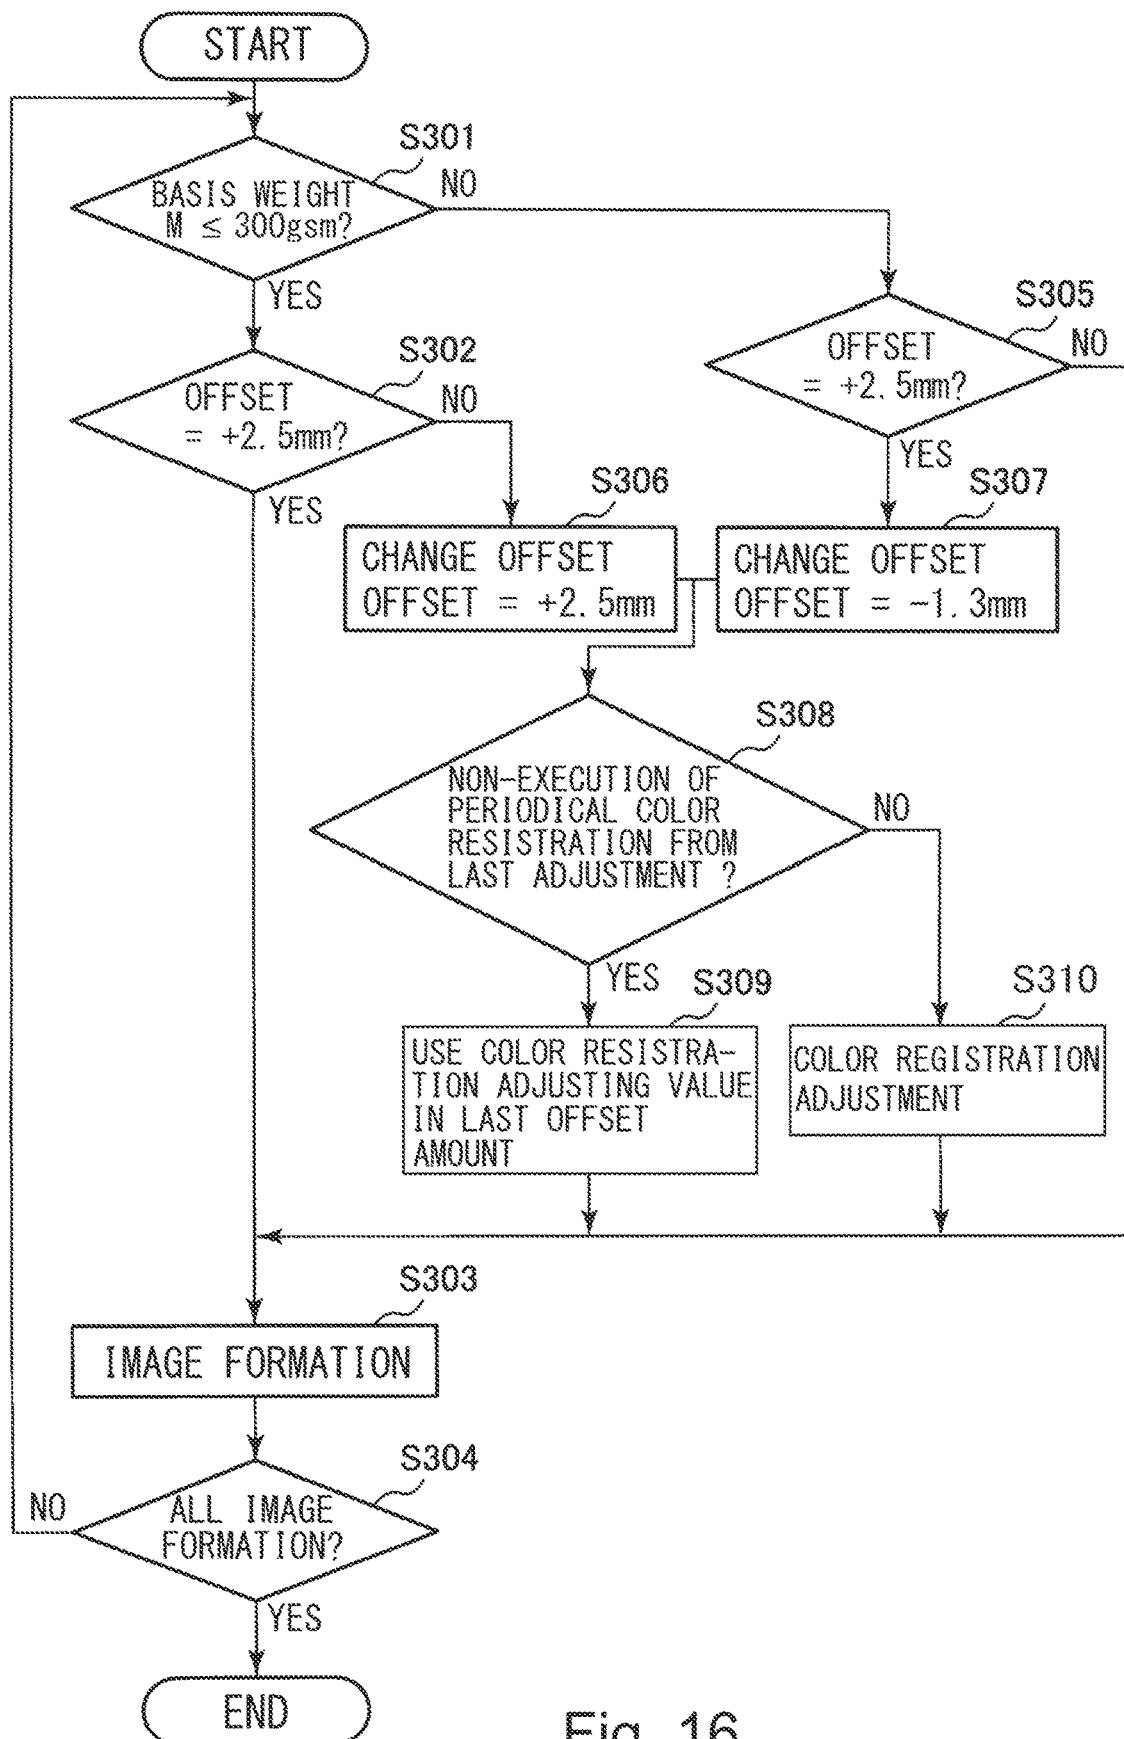 START
S301
BASIS WEIGHT
M ≤ 300gsm?
NO
YES
S302
OFFSET
= +2.5mm?
NO
YES
S305
OFFSET
= +2.5mm?
NO
YES
S306
CHANGE OFFSET
OFFSET = +2.5mm
S307
CHANGE OFFSET
OFFSET = -1.3mm
S308
NON-EXECUTION OF
PERIODICAL COLOR
RESISTRATION FROM
LAST ADJUSTMENT ?
NO
YES
S309
USE COLOR RESISTRA-
TION ADJUSTING VALUE
IN LAST OFFSET
AMOUNT
S310
COLOR REGISTRATION
ADJUSTMENT
S303
IMAGE FORMATION
S304
ALL IMAGE
FORMATION?
NO
YES
END
Fig. 16